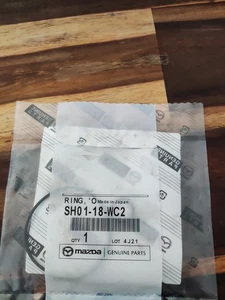 RING, 'O' Made in Japan
SH01-18-WC2
QTY. 1 LOT 4J21
mazda GENUINE PARTS